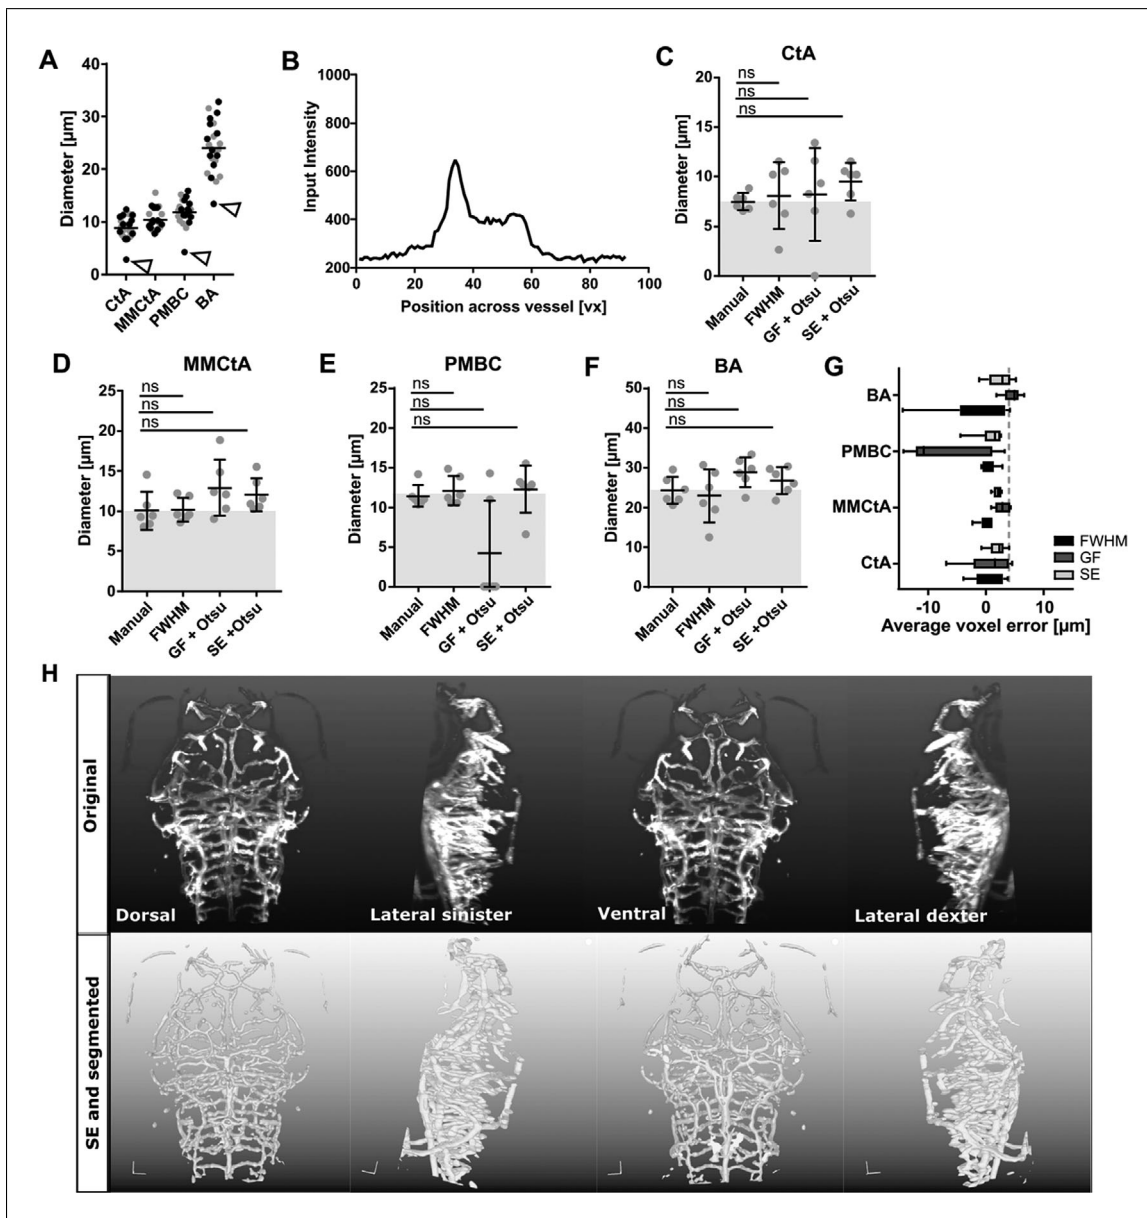 A
40
30
20
10
0
Diameter [µm]
CtA
MMCtA
PMBC
BA
B
1000
800
600
400
200
Input Intensity
0
20
40
60
80
100
Position across vessel [vx]
C
CtA
ns
ns
ns
20
15
10
5
0
Diameter [µm]
Manual
FWHM
GF + Otsu
SE + Otsu
D
MMCtA
ns
ns
ns
25
20
15
10
5
0
Diameter [µm]
Manual
FWHM
GF + Otsu
SE +Otsu
E
PMBC
ns
ns
ns
25
20
15
10
5
0
Diameter [µm]
Manual
FWHM
GF + Otsu
SE + Otsu
F
BA
ns
ns
ns
50
40
30
20
10
0
Diameter [µm]
Manual
FWHM
GF + Otsu
SE +Otsu
G
BA
PMBC
MMCtA
CtA
FWHM
GF
SE
-10
0
10
Average voxel error [µm]
H
Original
Dorsal
Lateral sinister
Ventral
Lateral dexter
SE and segmented